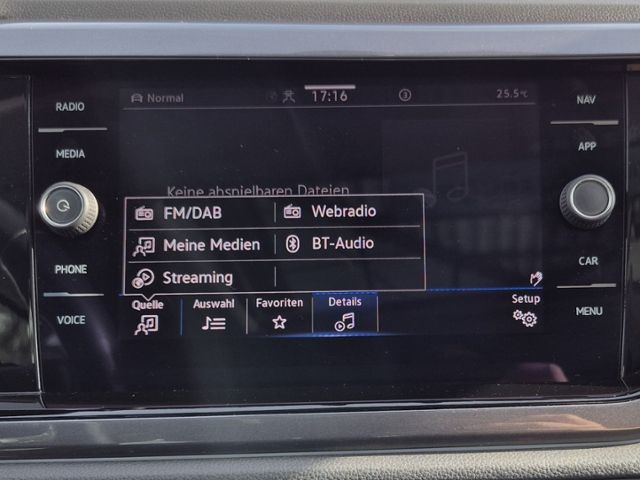 RADIO
MEDIA
PHONE
VOICE
Normal
17:16
3
25.5°C
Keine abspielbaren Dateien
FM/DAB
Webradio
Meine Medien
BT-Audio
Streaming
Quelle
Auswahl
Favoriten
Details
Setup
NAV
APP
CAR
MENU